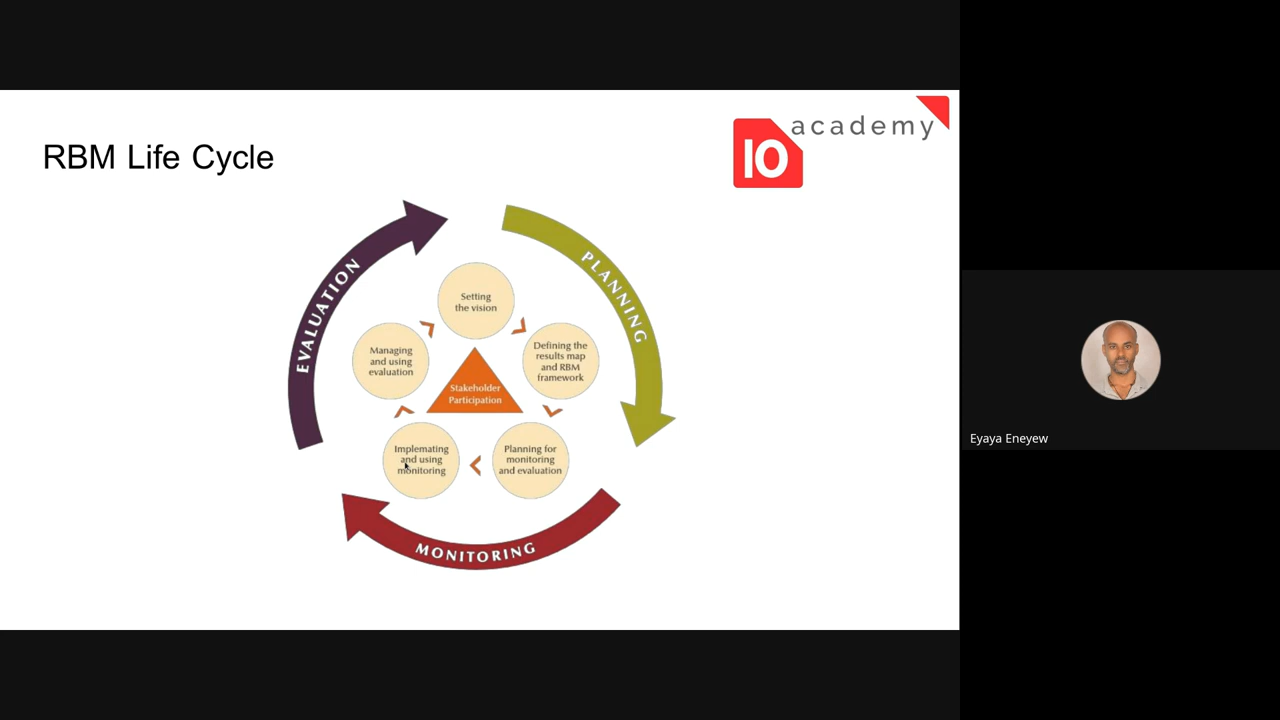 RBM Life Cycle
10
academy
EVALUATION
PLANNING
MONITORING
Setting
the vision
Defining the
results map
and RBM
framework
Planning for
monitoring
and evaluation
Implemating
and using
monitoring
Managing
and using
evaluation
Stakeholder
Participation
Eyaya Eneyew